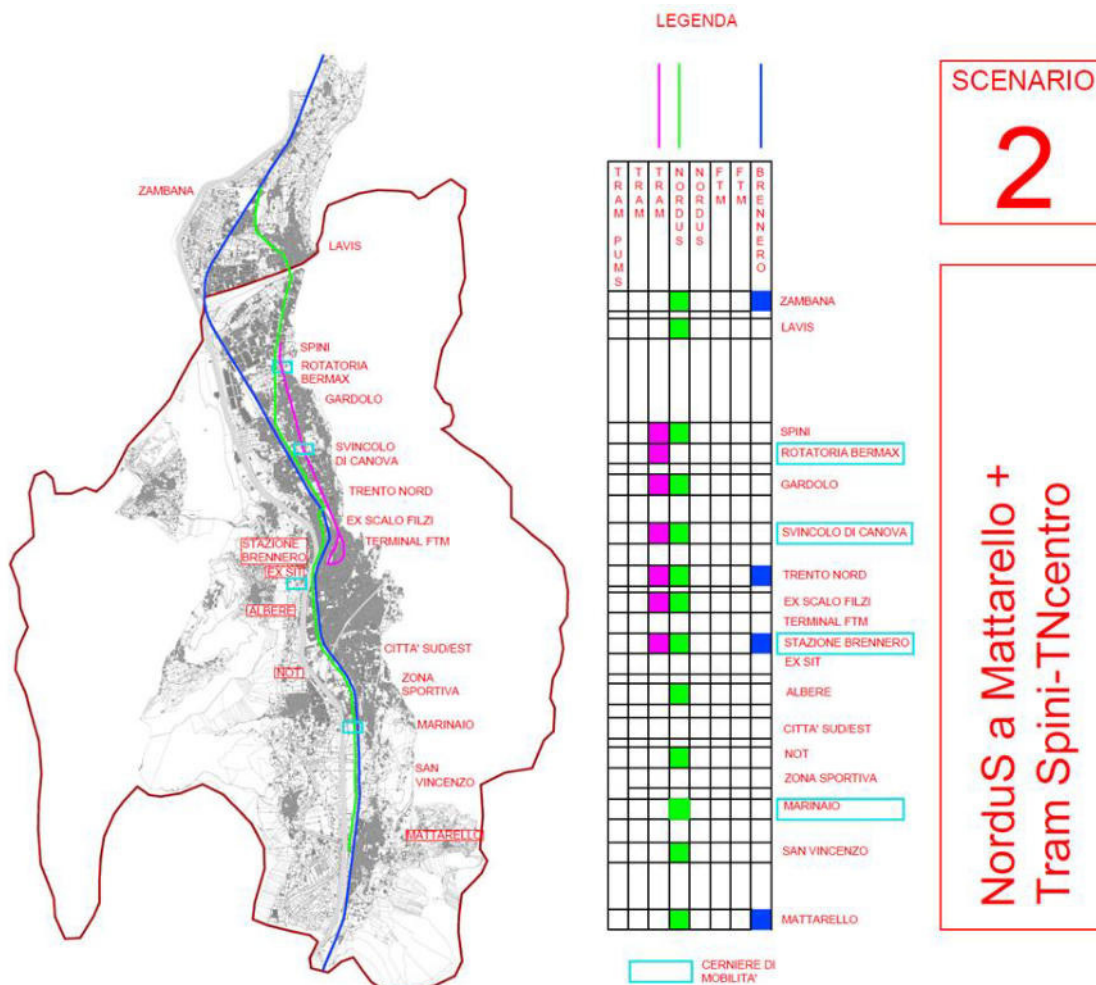 LEGENDA
SCENARIO
2
NorduS a Mattarello +
Tram Spini-TNcentro
ZAMBANA
LAVIS
SPINI
ROTATORIA
BERMAX
GARDOLO
SVINCOLO
DI CANOVA
TRENTO NORD
EX SCALO FILZI
TERMINAL FTM
STAZIONE
BRENNERO
EX SIT
ALBERE
CITTA' SUD/EST
NOT
ZONA
SPORTIVA
MARINAIO
SAN
VINCENZO
MATTARELLO
TRAM PUMS
TRAM
TRAM
NORDUS
NORDUS
FTM
FTM
BRENNERO
ZAMBANA
LAVIS
SPINI
ROTATORIA BERMAX
GARDOLO
SVINCOLO DI CANOVA
TRENTO NORD
EX SCALO FILZI
TERMINAL FTM
STAZIONE BRENNERO
EX SIT
ALBERE
CITTA' SUD/EST
NOT
ZONA SPORTIVA
MARINAIO
SAN VINCENZO
MATTARELLO
CERNIERE DI
MOBILITA'